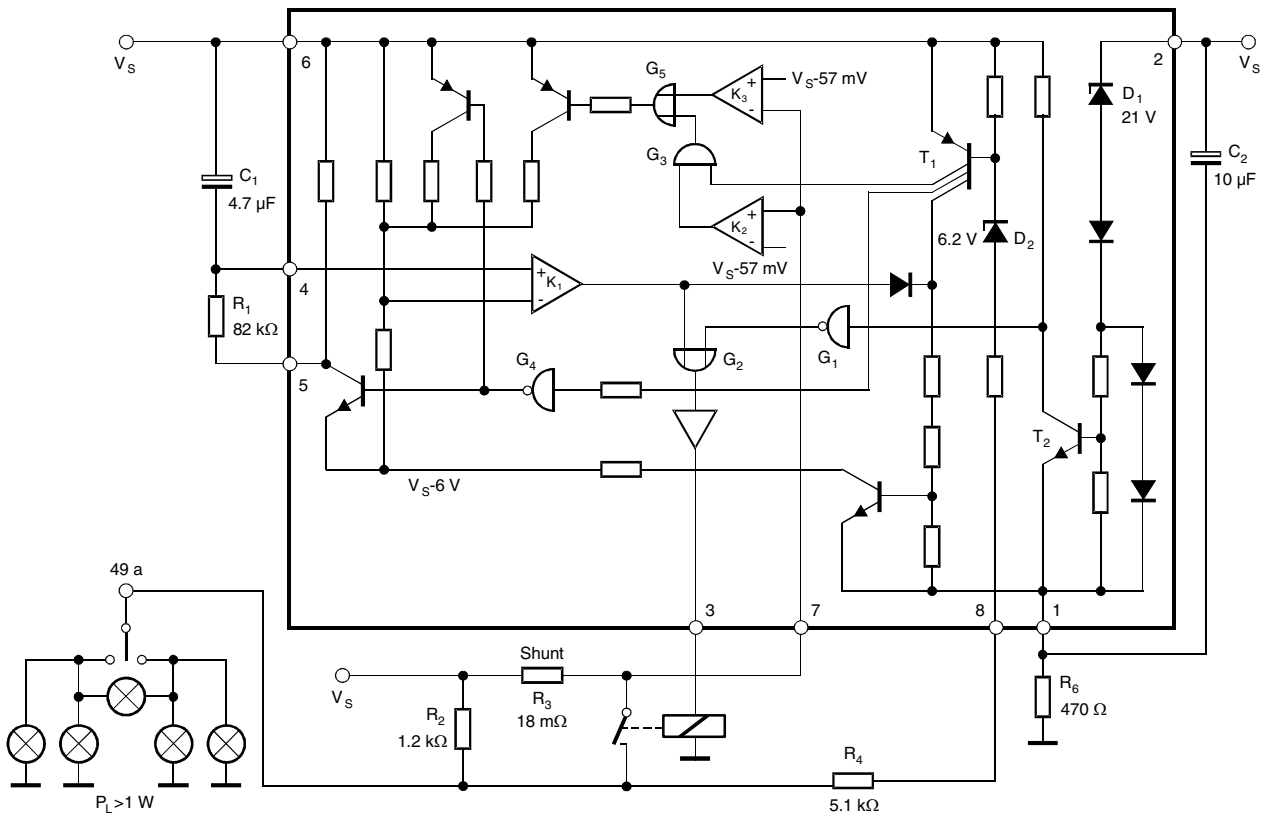 V_S
6
G_5
K_3
+
-
V_S-57 mV
2
V_S
D_1
21 V
T_1
G_3
C_1
4.7 µF
C_2
10 µF
K_2
+
-
V_S-57 mV
6.2 V
D_2
4
+
-
K_1
R_1
82 kΩ
G_1
G_2
G_4
5
T_2
V_S-6 V
49 a
3
7
8
1
Shunt
V_S
R_3
18 mΩ
R_2
1.2 kΩ
R_6
470 Ω
R_4
5.1 kΩ
P_L>1 W